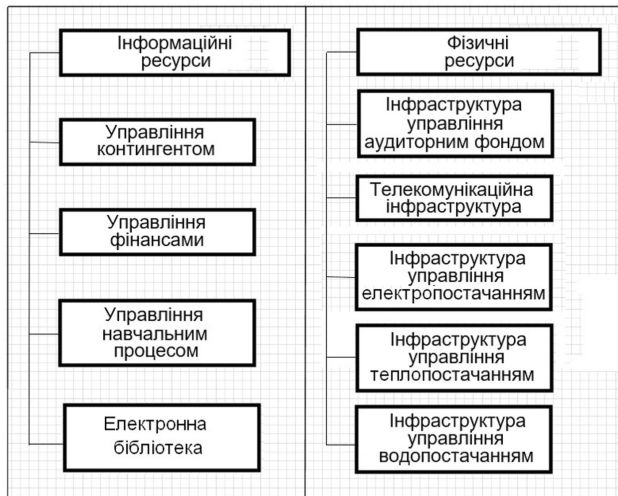 Інформаційні
ресурси
Управління
контингентом
Управління
фінансами
Управління
навчальним
процесом
Електронна
бібліотека
Фізичні
ресурси
Інфраструктура
управління
аудиторним фондом
Телекомунікаційна
інфраструктура
Інфраструктура
управління
електропостачанням
Інфраструктура
управління
теплопостачанням
Інфраструктура
управління
водопостачанням